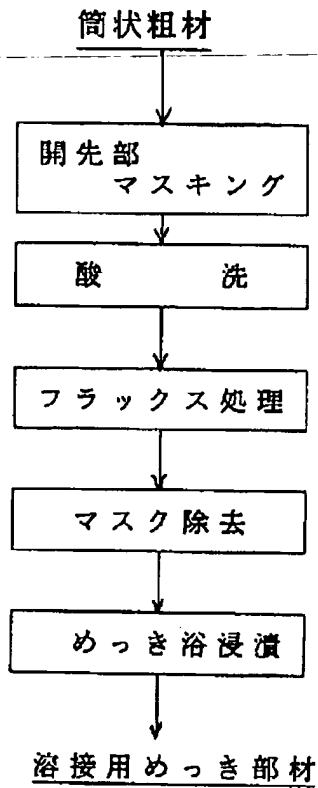 筒状粗材
開先部
マスキング
酸洗
フラックス処理
マスク除去
めっき浴浸漬
溶接用めっき部材